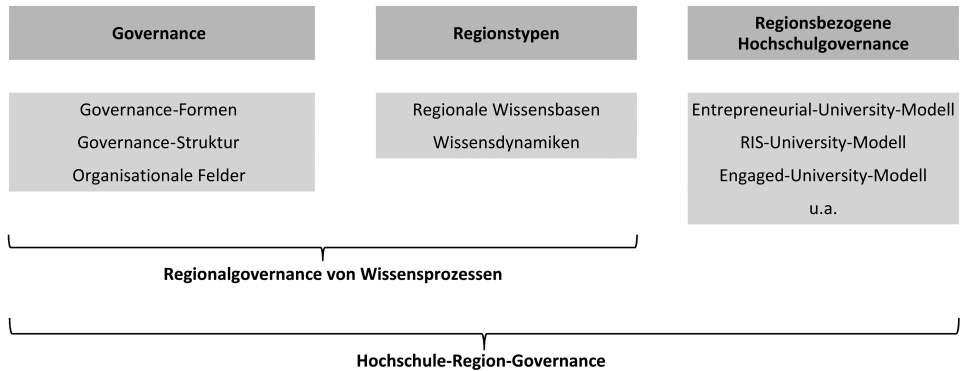 Governance
Regionstypen
Regionsbezogene
Hochschulgovernance
Governance-Formen
Governance-Struktur
Organisationale Felder
Regionale Wissensbasen
Wissensdynamiken
Entrepreneurial-University-Modell
RIS-University-Modell
Engaged-University-Modell
u.a.
Regionalgovernance von Wissensprozessen
Hochschule-Region-Governance